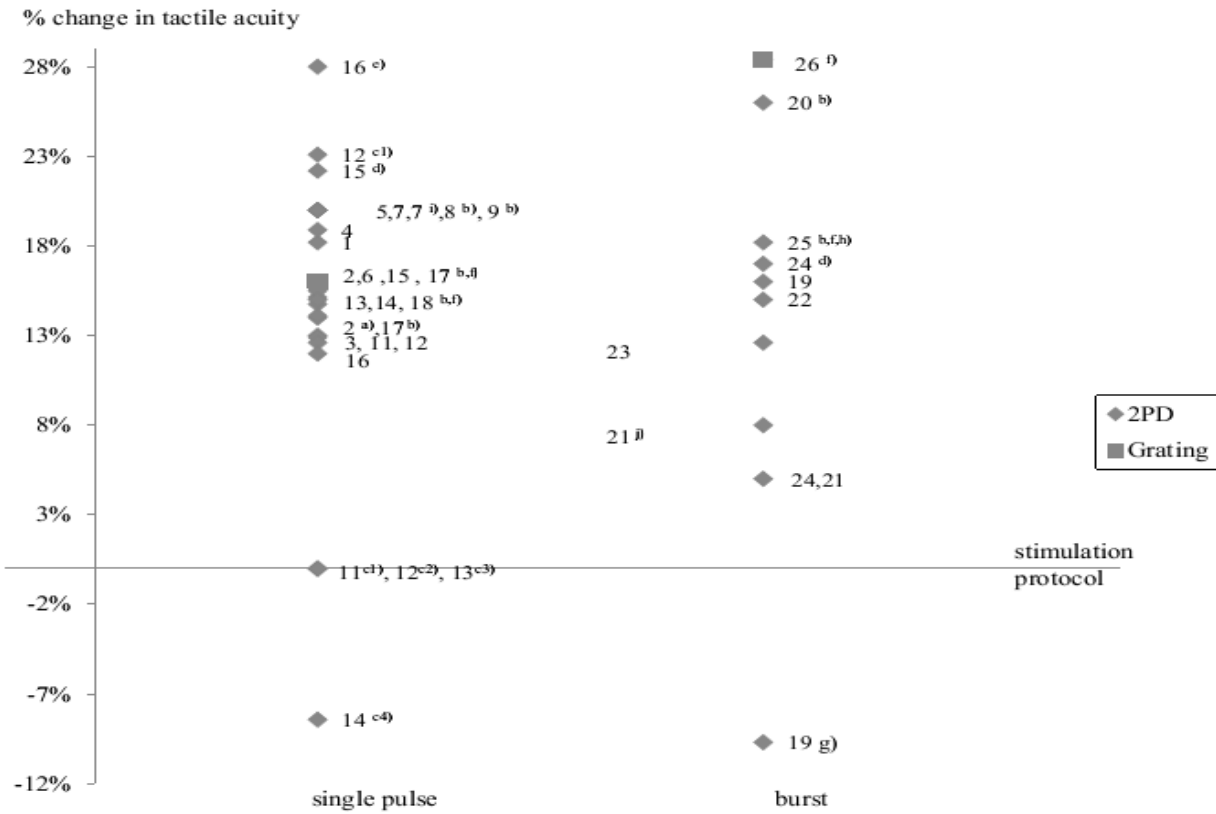 % change in tactile acuity
28%
16 c)
26 f)
20 b)
23%
12 c1)
15 d)
5,7,7 i),8 b), 9 b)
4
18%
1
25 b,f,h)
24 d)
2,6 ,15 , 17 b,f)
19
13,14, 18 b,f)
22
2 a),17 b)
13%
3, 11, 12
23
16
8%
21 j)
2PD
Grating
24,21
3%
stimulation
11c1), 12c2), 13c3)
protocol
-2%
-7%
14 c4)
19 g)
-12%
single pulse
burst